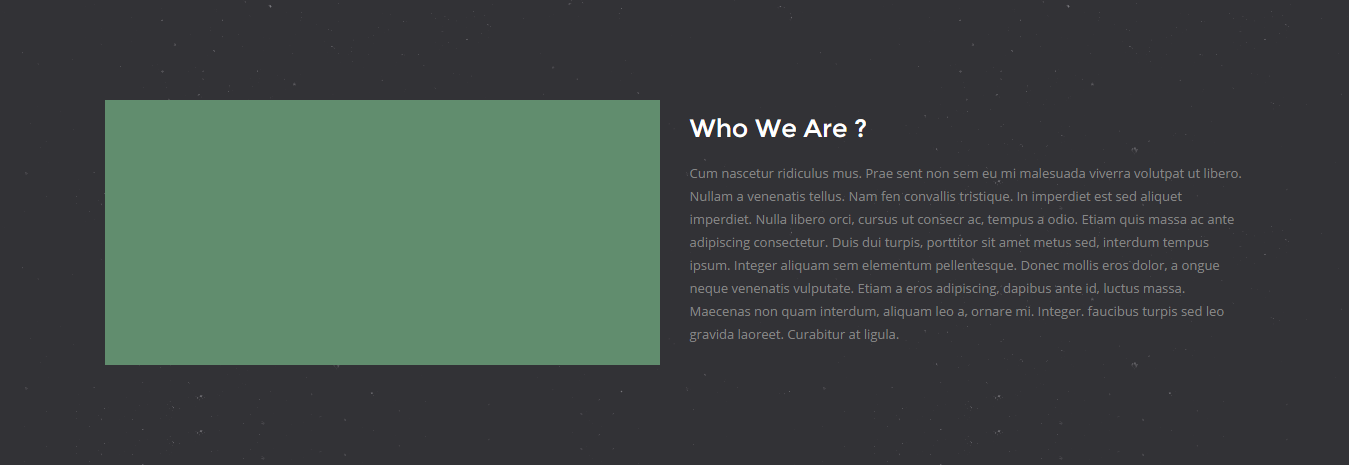 Who We Are ?
Cum nascetur ridiculus mus. Prae sent non sem eu mi malesuada viverra volutpat ut libero.
Nullam a venenatis tellus. Nam fen convallis tristique. In imperdiet est sed aliquet
imperdiet. Nulla libero orci, cursus ut consecr ac, tempus a odio. Etiam quis massa ac ante
adipiscing consectetur. Duis dui turpis, porttitor sit amet metus sed, interdum tempus
ipsum. Integer aliquam sem elementum pellentesque. Donec mollis eros dolor, a ongue
neque venenatis vulputate. Etiam a eros adipiscing, dapibus ante id, luctus massa.
Maecenas non quam interdum, aliquam leo a, ornare mi. Integer. faucibus turpis sed leo
gravida laoreet. Curabitur at ligula.